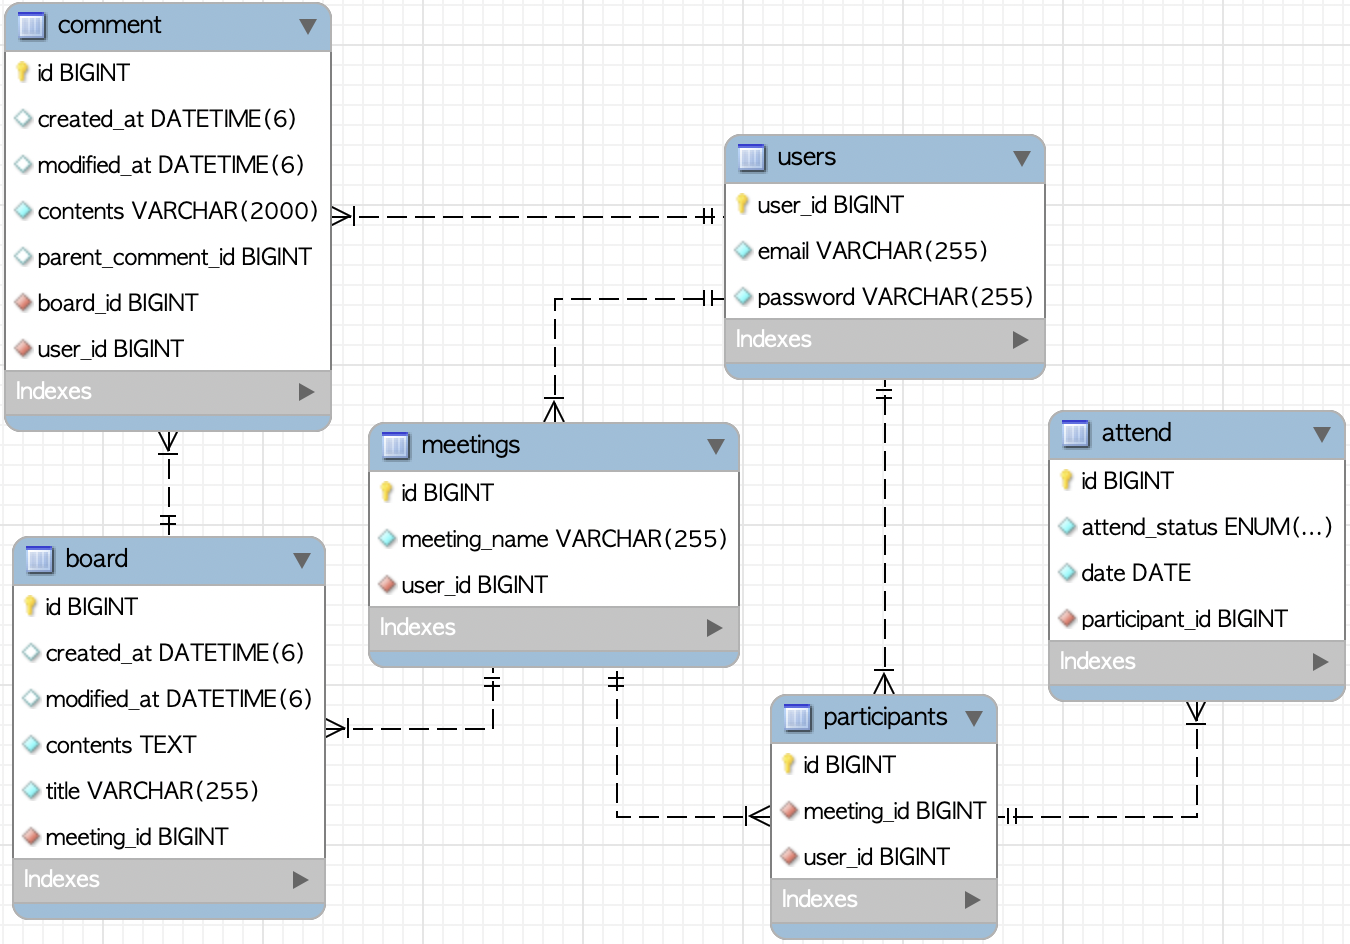 comment
id BIGINT
created_at DATETIME(6)
modified_at DATETIME(6)
contents VARCHAR(2000)
parent_comment_id BIGINT
board_id BIGINT
user_id BIGINT
Indexes
users
user_id BIGINT
email VARCHAR(255)
password VARCHAR(255)
Indexes
meetings
id BIGINT
meeting_name VARCHAR(255)
user_id BIGINT
Indexes
attend
id BIGINT
attend_status ENUM(...)
date DATE
participant_id BIGINT
Indexes
board
id BIGINT
created_at DATETIME(6)
modified_at DATETIME(6)
contents TEXT
title VARCHAR(255)
meeting_id BIGINT
Indexes
participants
id BIGINT
meeting_id BIGINT
user_id BIGINT
Indexes